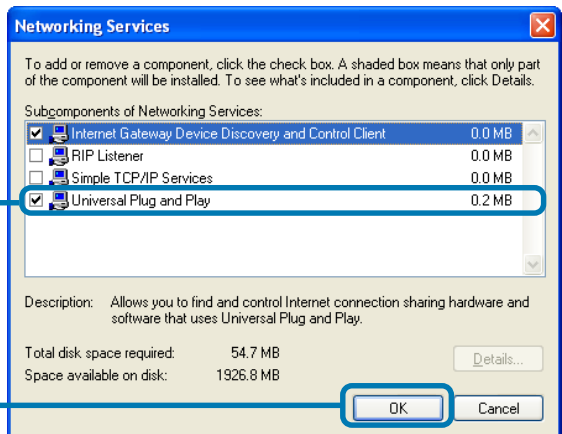 Networking Services
To add or remove a component, click the check box. A shaded box means that only part
of the component will be installed. To see what's included in a component, click Details.
Subcomponents of Networking Services:
Internet Gateway Device Discovery and Control Client 0.0 MB
RIP Listener 0.0 MB
Simple TCP/IP Services 0.0 MB
Universal Plug and Play 0.2 MB
Description: Allows you to find and control Internet connection sharing hardware and
software that uses Universal Plug and Play.
Total disk space required: 54.7 MB
Details...
Space available on disk: 1926.8 MB
OK Cancel